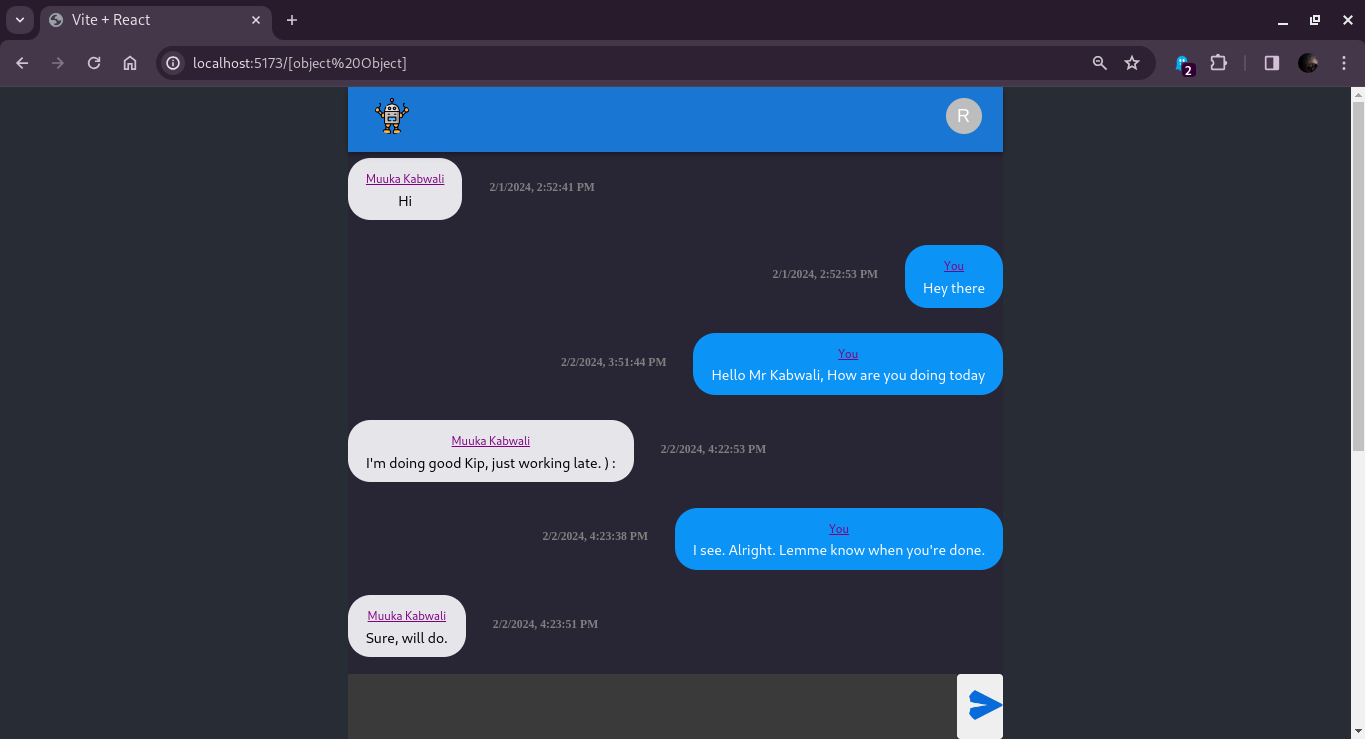 Vite + React
localhost:5173/[object%20Object]
2
R
Muuka Kabwali
Hi
2/1/2024, 2:52:41 PM
You
Hey there
2/1/2024, 2:52:53 PM
You
Hello Mr Kabwali, How are you doing today
2/2/2024, 3:51:44 PM
Muuka Kabwali
I'm doing good Kip, just working late. ) :
2/2/2024, 4:22:53 PM
You
I see. Alright. Lemme know when you're done.
2/2/2024, 4:23:38 PM
Muuka Kabwali
Sure, will do.
2/2/2024, 4:23:51 PM